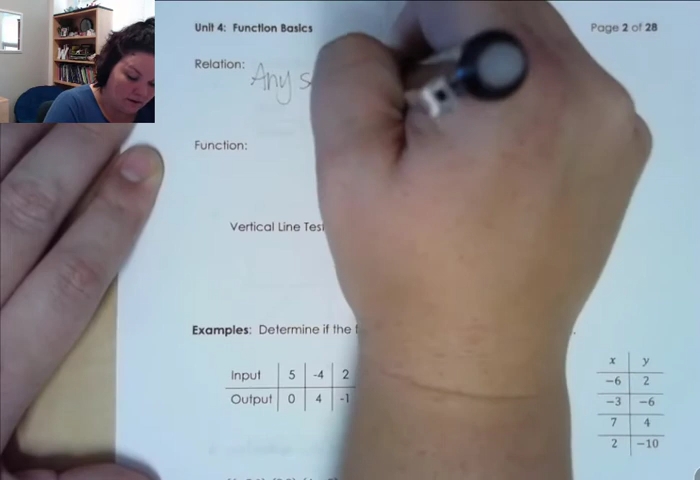 Unit 4: Function Basics
Page 2 of 28
Relation: Any s
Function:
Vertical Line Test
Examples: Determine if the
Input 5 -4 2
Output 0 4 -1
x y
−6 2
−3 −6
7 4
2 −10